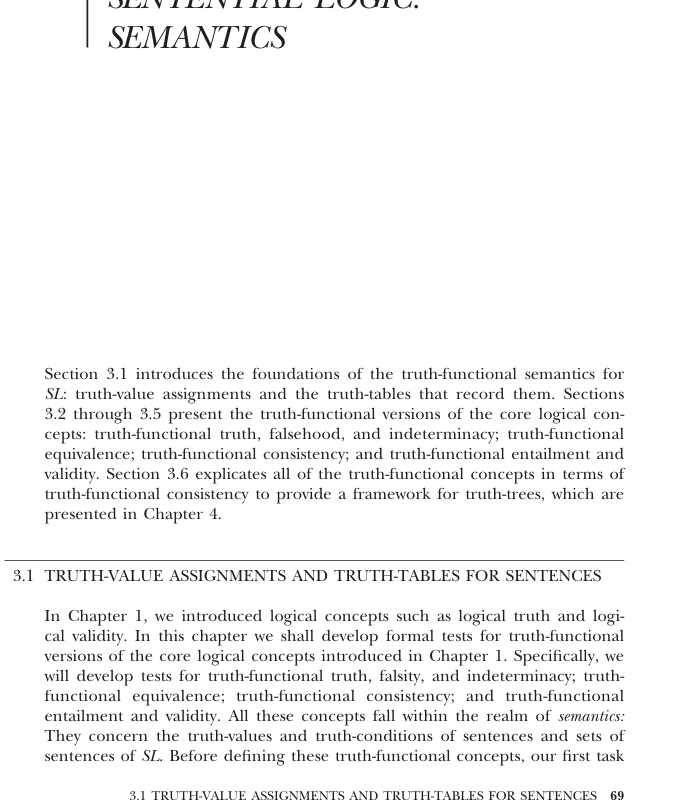 SENTENTIAL LOGIC:
SEMANTICS
Section 3.1 introduces the foundations of the truth-functional semantics for
SL: truth-value assignments and the truth-tables that record them. Sections
3.2 through 3.5 present the truth-functional versions of the core logical con-
cepts: truth-functional truth, falsehood, and indeterminacy; truth-functional
equivalence; truth-functional consistency; and truth-functional entailment and
validity. Section 3.6 explicates all of the truth-functional concepts in terms of
truth-functional consistency to provide a framework for truth-trees, which are
presented in Chapter 4.
3.1 TRUTH-VALUE ASSIGNMENTS AND TRUTH-TABLES FOR SENTENCES
In Chapter 1, we introduced logical concepts such as logical truth and logi-
cal validity. In this chapter we shall develop formal tests for truth-functional
versions of the core logical concepts introduced in Chapter 1. Specifically, we
will develop tests for truth-functional truth, falsity, and indeterminacy; truth-
functional equivalence; truth-functional consistency; and truth-functional
entailment and validity. All these concepts fall within the realm of semantics:
They concern the truth-values and truth-conditions of sentences and sets of
sentences of SL. Before defining these truth-functional concepts, our first task
3.1 TRUTH-VALUE ASSIGNMENTS AND TRUTH-TABLES FOR SENTENCES 69